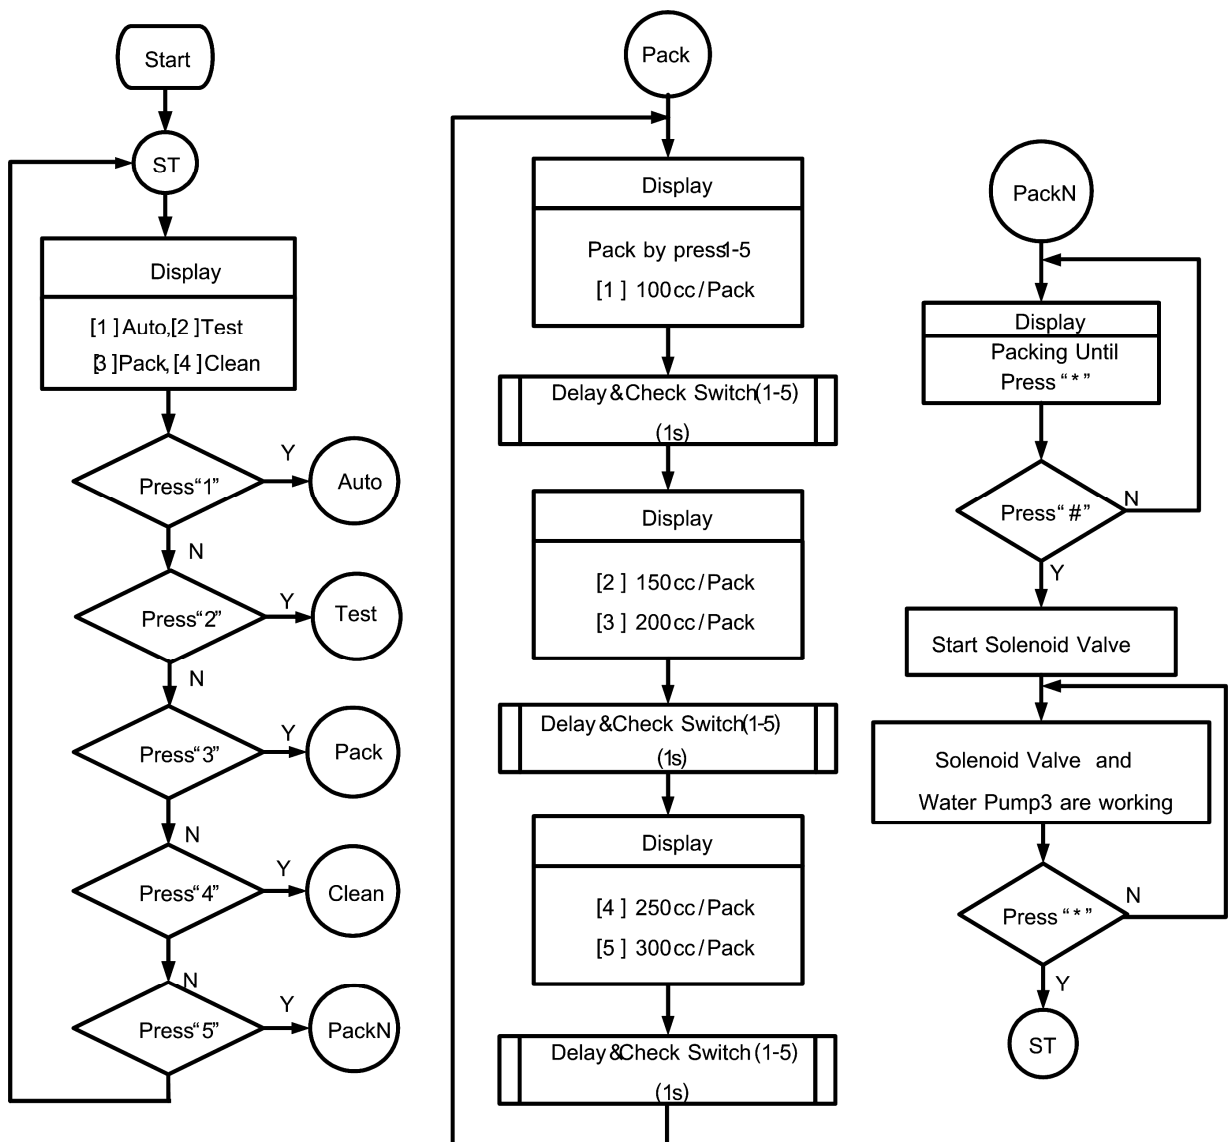 Start
ST
Display
[1 ]Auto,[2 ]Test
[3 ]Pack, [4 ]Clean
Press“1”
Y
Auto
N
Press“2”
Y
Test
N
Press“3”
Y
Pack
N
Press“4”
Y
Clean
N
Press“5”
Y
PackN
Pack
Display
Pack by press1-5
[1 ] 100cc/Pack
Delay&Check Switch(1-5)
(1s)
Display
[2 ] 150cc/Pack
[3 ] 200cc/Pack
Delay&Check Switch(1-5)
(1s)
Display
[4 ] 250cc/Pack
[5 ] 300cc/Pack
Delay&Check Switch (1-5)
(1s)
PackN
Display
Packing Until
Press “*”
Press“ #”
N
Y
Start Solenoid Valve
Solenoid Valve and
Water Pump3 are working
Press “*”
N
Y
ST